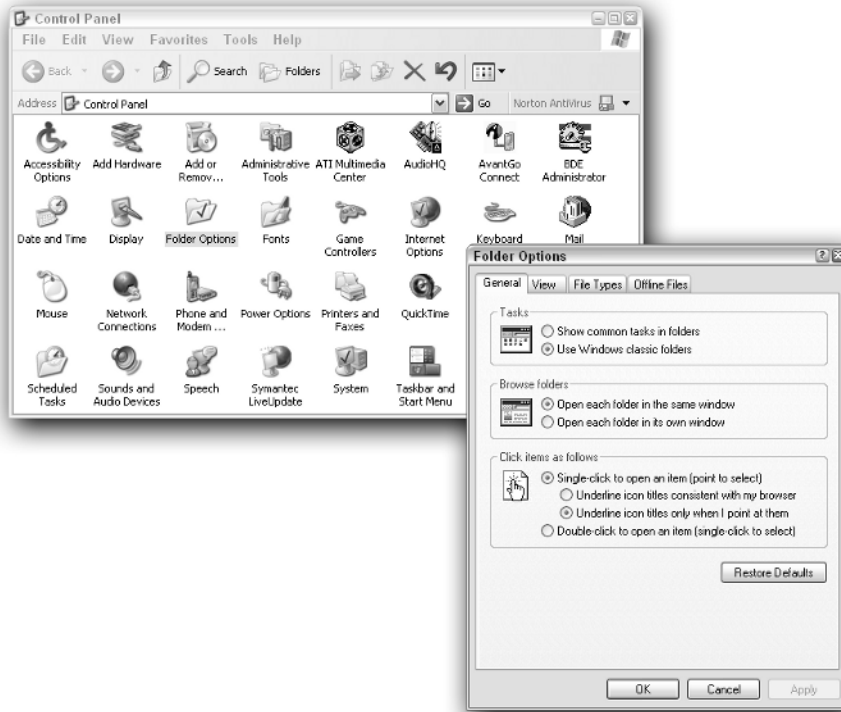 Control Panel
File Edit View Favorites Tools Help
Back Search Folders
Address Control Panel Go Norton AntiVirus
Accessibility Options
Add Hardware
Add or Remov...
Administrative Tools
ATI Multimedia Center
AudioHQ
AvantGo Connect
BDE Administrator
Date and Time
Display
Folder Options
Fonts
Game Controllers
Internet Options
Keyboard
Mail
Mouse
Network Connections
Phone and Modem ...
Power Options
Printers and Faxes
QuickTime
Scheduled Tasks
Sounds and Audio Devices
Speech
Symantec LiveUpdate
System
Taskbar and Start Menu
Folder Options
General View File Types Offline Files
Tasks
Show common tasks in folders
Use Windows classic folders
Browse folders
Open each folder in the same window
Open each folder in its own window
Click items as follows
Single-click to open an item (point to select)
Underline icon titles consistent with my browser
Underline icon titles only when I point at them
Double-click to open an item (single-click to select)
Restore Defaults
OK Cancel Apply